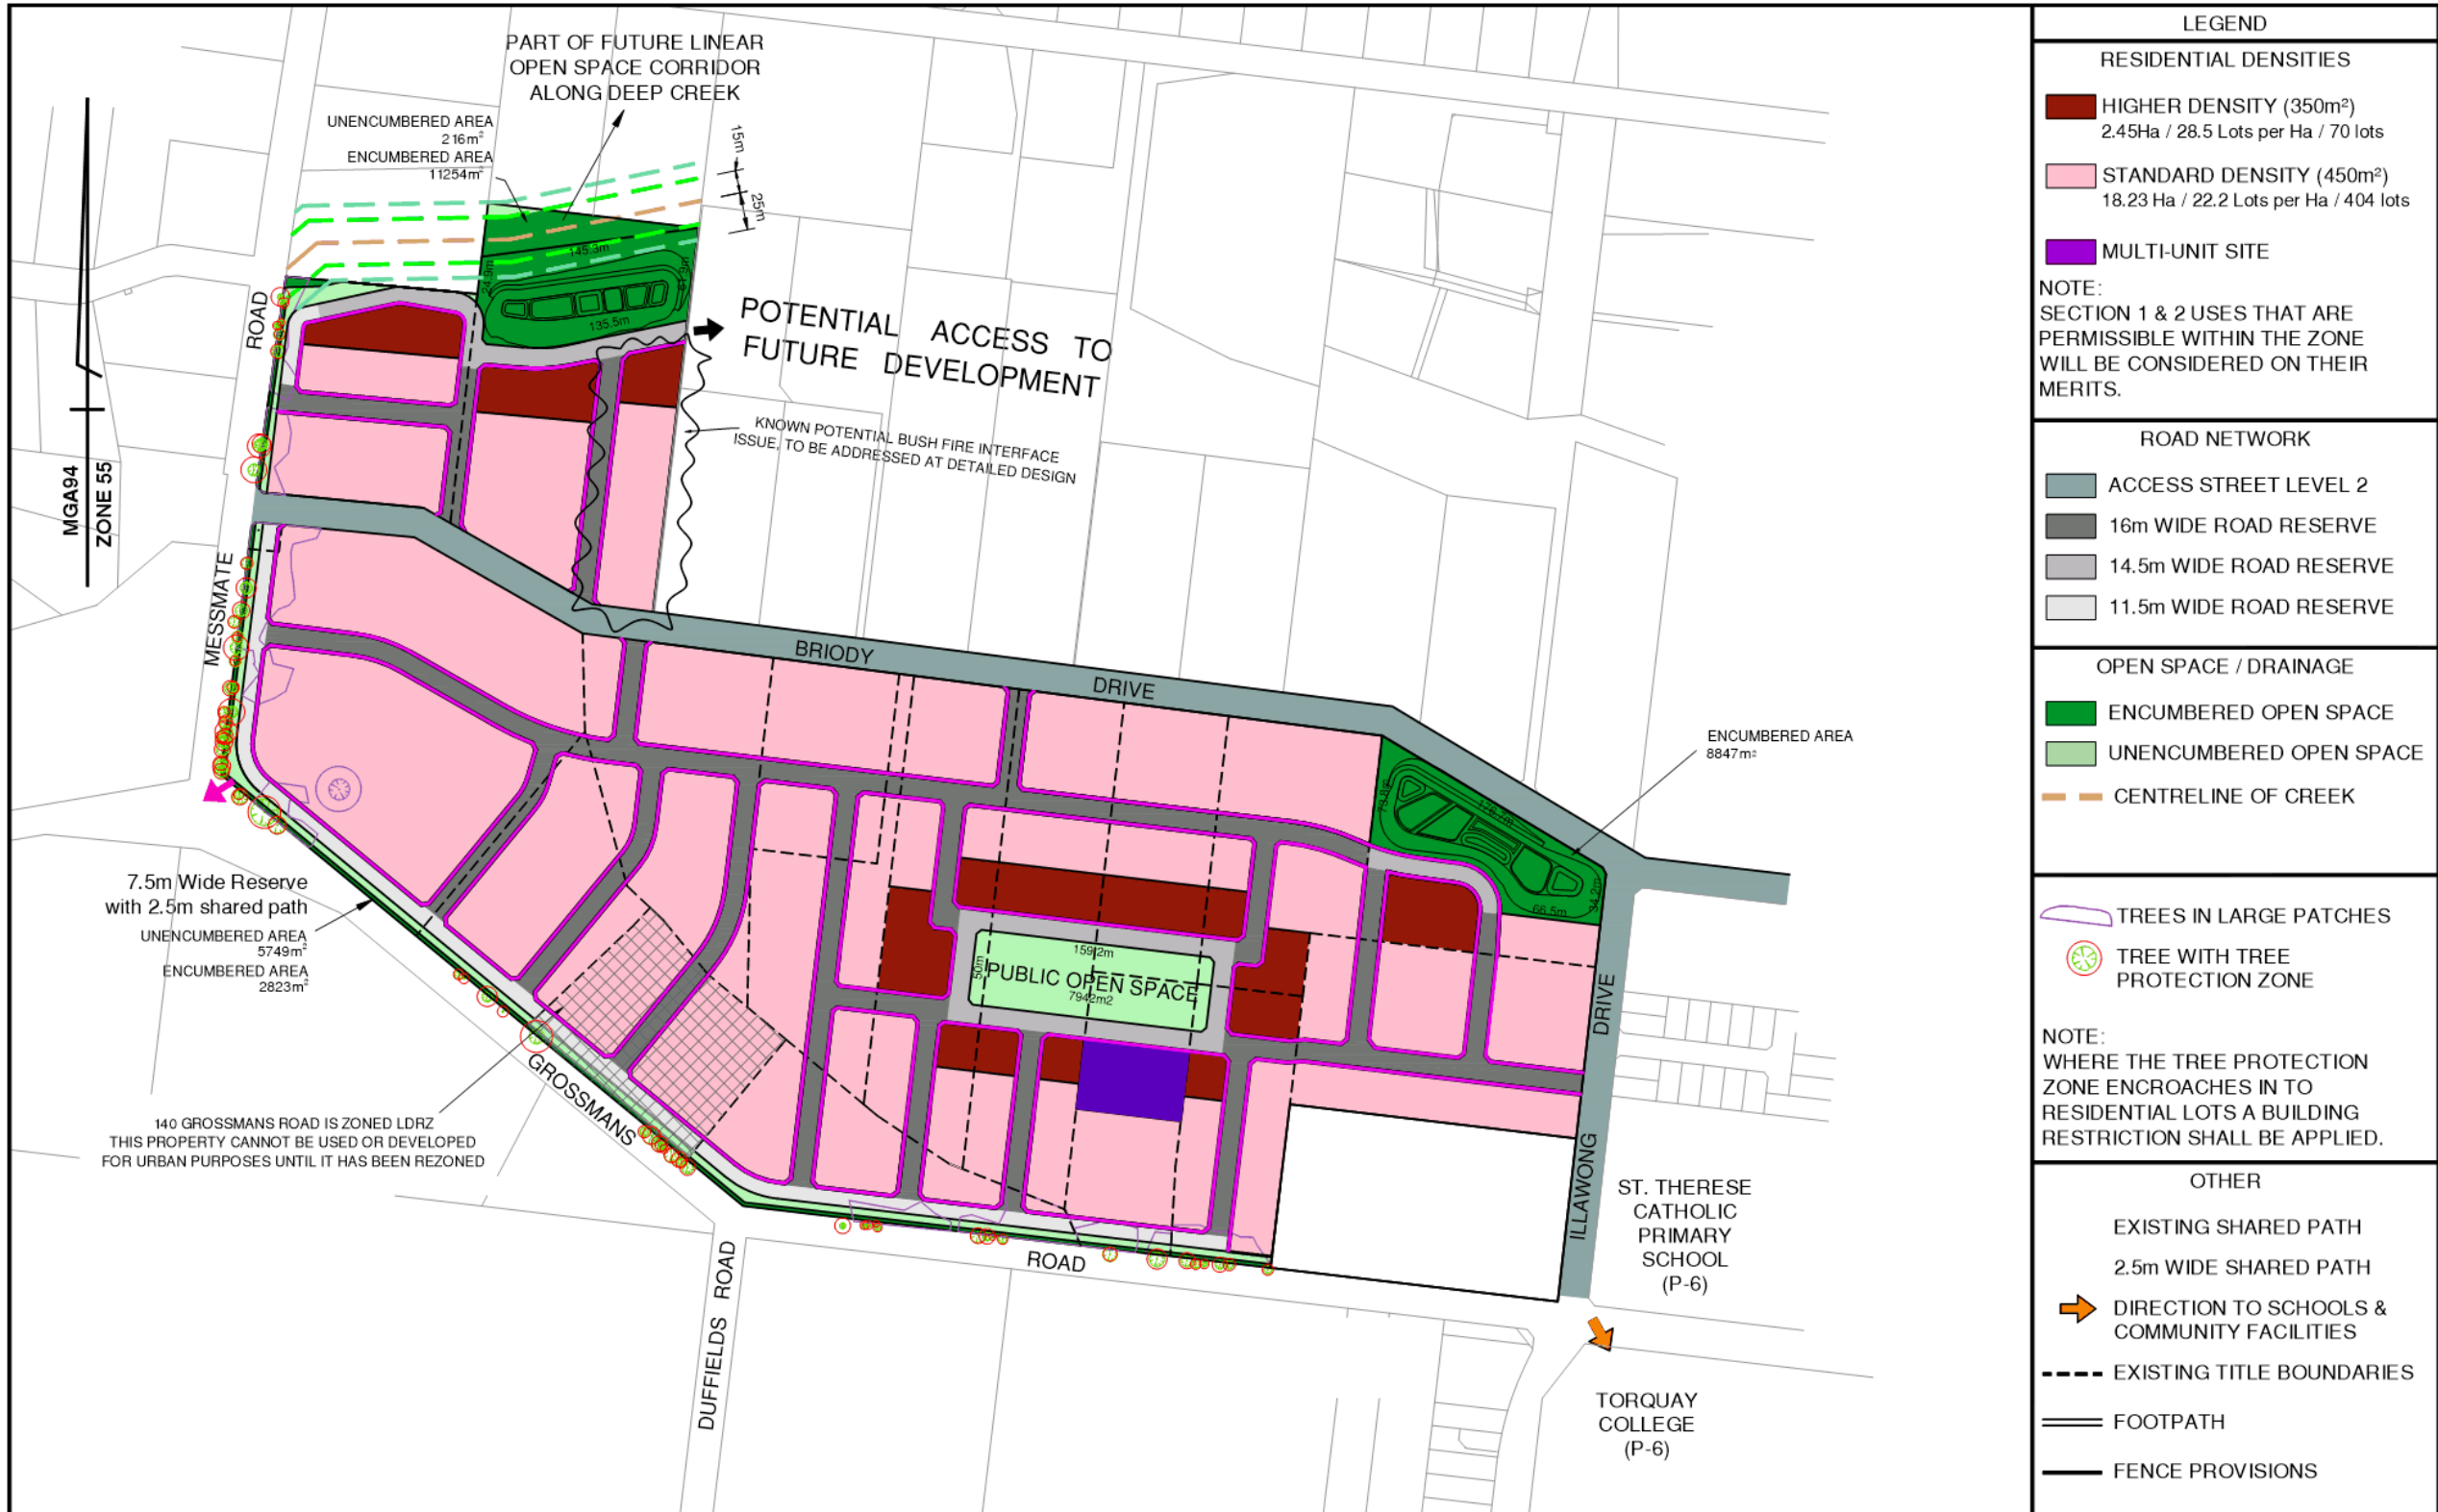 PART OF FUTURE LINEAR
OPEN SPACE CORRIDOR
ALONG DEEP CREEK
UNENCUMBERED AREA
216m²
ENCUMBERED AREA
11254m²
15m
25m
145.3m
24.9m
135.5m
ROAD
POTENTIAL ACCESS TO
FUTURE DEVELOPMENT
KNOWN POTENTIAL BUSH FIRE INTERFACE
ISSUE, TO BE ADDRESSED AT DETAILED DESIGN
MGA94
ZONE 55
MESSMATE
BRIODY
DRIVE
ENCUMBERED AREA
8847m²
66.5m
34.2m
7.5m Wide Reserve
with 2.5m shared path
UNENCUMBERED AREA
5749m²
ENCUMBERED AREA
2823m²
159.2m
50m
PUBLIC OPEN SPACE
7942m2
DRIVE
GROSSMANS
140 GROSSMANS ROAD IS ZONED LDRZ
THIS PROPERTY CANNOT BE USED OR DEVELOPED
FOR URBAN PURPOSES UNTIL IT HAS BEEN REZONED
ILLAWONG
ST. THERESE
CATHOLIC
PRIMARY
SCHOOL
(P-6)
ROAD
DUFFIELDS ROAD
TORQUAY
COLLEGE
(P-6)
LEGEND
RESIDENTIAL DENSITIES
HIGHER DENSITY (350m²)
2.45Ha / 28.5 Lots per Ha / 70 lots
STANDARD DENSITY (450m²)
18.23 Ha / 22.2 Lots per Ha / 404 lots
MULTI-UNIT SITE
NOTE:
SECTION 1 & 2 USES THAT ARE
PERMISSIBLE WITHIN THE ZONE
WILL BE CONSIDERED ON THEIR
MERITS.
ROAD NETWORK
ACCESS STREET LEVEL 2
16m WIDE ROAD RESERVE
14.5m WIDE ROAD RESERVE
11.5m WIDE ROAD RESERVE
OPEN SPACE / DRAINAGE
ENCUMBERED OPEN SPACE
UNENCUMBERED OPEN SPACE
CENTRELINE OF CREEK
TREES IN LARGE PATCHES
TREE WITH TREE
PROTECTION ZONE
NOTE:
WHERE THE TREE PROTECTION
ZONE ENCROACHES IN TO
RESIDENTIAL LOTS A BUILDING
RESTRICTION SHALL BE APPLIED.
OTHER
EXISTING SHARED PATH
2.5m WIDE SHARED PATH
DIRECTION TO SCHOOLS &
COMMUNITY FACILITIES
EXISTING TITLE BOUNDARIES
FOOTPATH
FENCE PROVISIONS